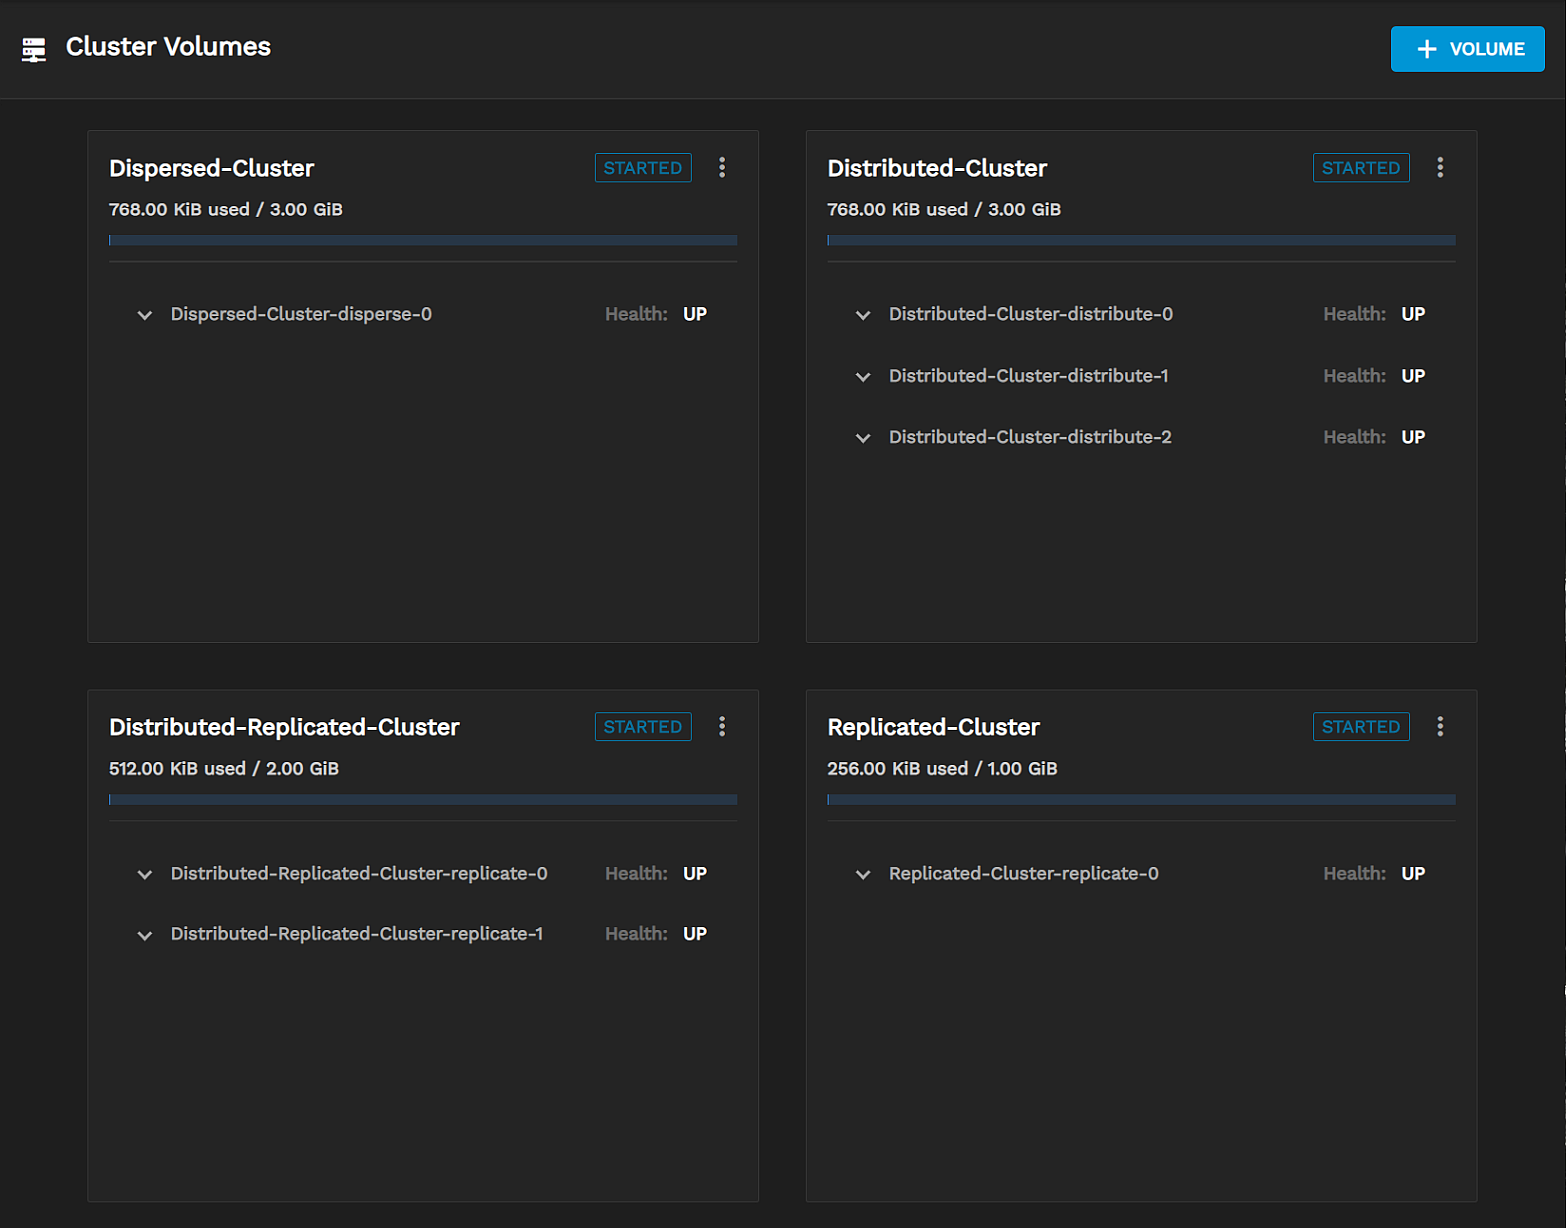 Cluster Volumes
VOLUME
Dispersed-Cluster STARTED
768.00 KiB used / 3.00 GiB
Dispersed-Cluster-disperse-0 Health: UP
Distributed-Cluster STARTED
768.00 KiB used / 3.00 GiB
Distributed-Cluster-distribute-0 Health: UP
Distributed-Cluster-distribute-1 Health: UP
Distributed-Cluster-distribute-2 Health: UP
Distributed-Replicated-Cluster STARTED
512.00 KiB used / 2.00 GiB
Distributed-Replicated-Cluster-replicate-0 Health: UP
Distributed-Replicated-Cluster-replicate-1 Health: UP
Replicated-Cluster STARTED
256.00 KiB used / 1.00 GiB
Replicated-Cluster-replicate-0 Health: UP